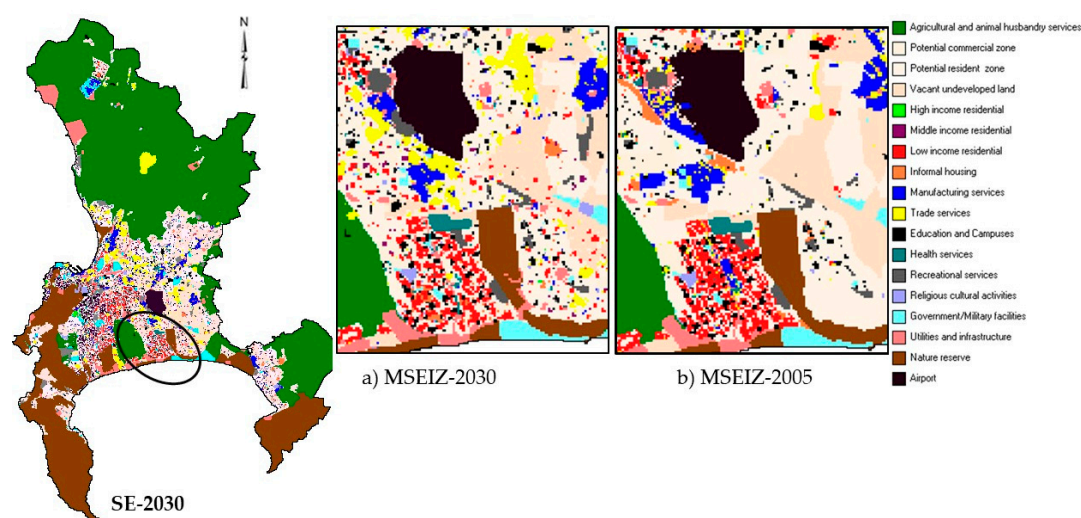 N
SE-2030
a) MSEIZ-2030
b) MSEIZ-2005
Agricultural and animal husbandry services
Potential commercial zone
Potential resident zone
Vacant undeveloped land
High income residential
Middle income residential
Low income residential
Informal housing
Manufacturing services
Trade services
Education and Campuses
Health services
Recreational services
Religious cultural activities
Government/Military facilities
Utilities and infrastructure
Nature reserve
Airport